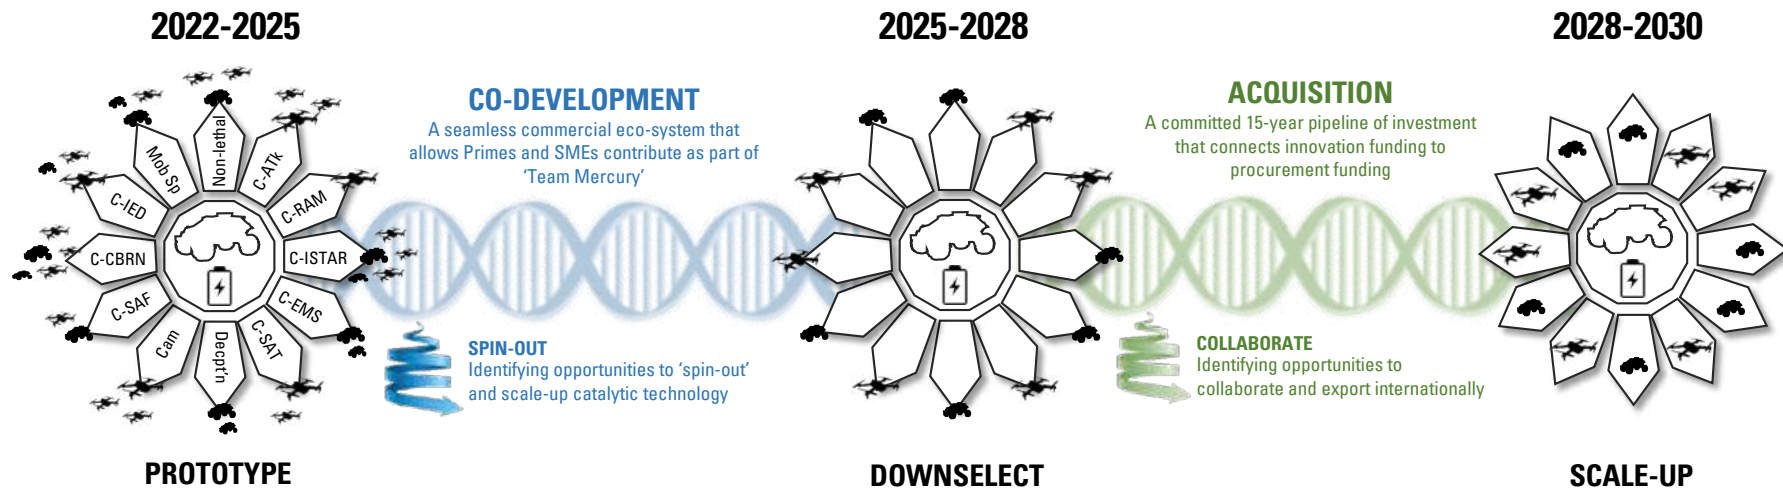 2022-2025
2025-2028
2028-2030
CO-DEVELOPMENT
A seamless commercial eco-system that
allows Primes and SMEs contribute as part of
‘Team Mercury’
ACQUISITION
A committed 15-year pipeline of investment
that connects innovation funding to
procurement funding
Non-lethal
C-ATk
C-RAM
C-ISTAR
C-EMS
C-SAT
Decpt’n
Cam
C-SAF
C-CBRN
C-IED
Mob Sp
SPIN-OUT
Identifying opportunities to ‘spin-out’
and scale-up catalytic technology
COLLABORATE
Identifying opportunities to
collaborate and export internationally
PROTOTYPE
DOWNSELECT
SCALE-UP